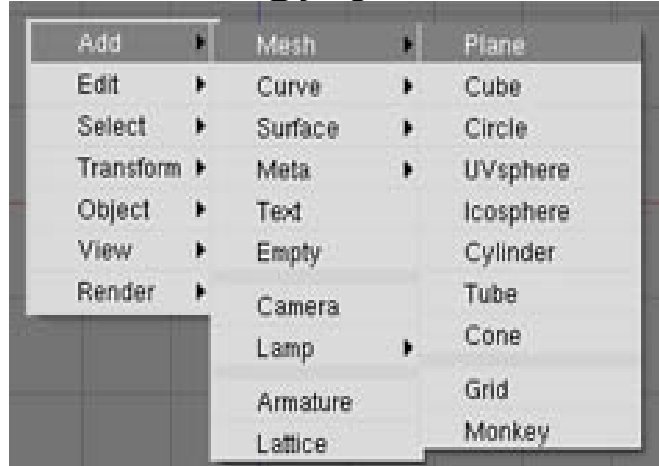 Add
Edit
Select
Transform
Object
View
Render
Mesh
Curve
Surface
Meta
Text
Empty
Camera
Lamp
Armature
Lattice
Plane
Cube
Circle
UVsphere
Icosphere
Cylinder
Tube
Cone
Grid
Monkey